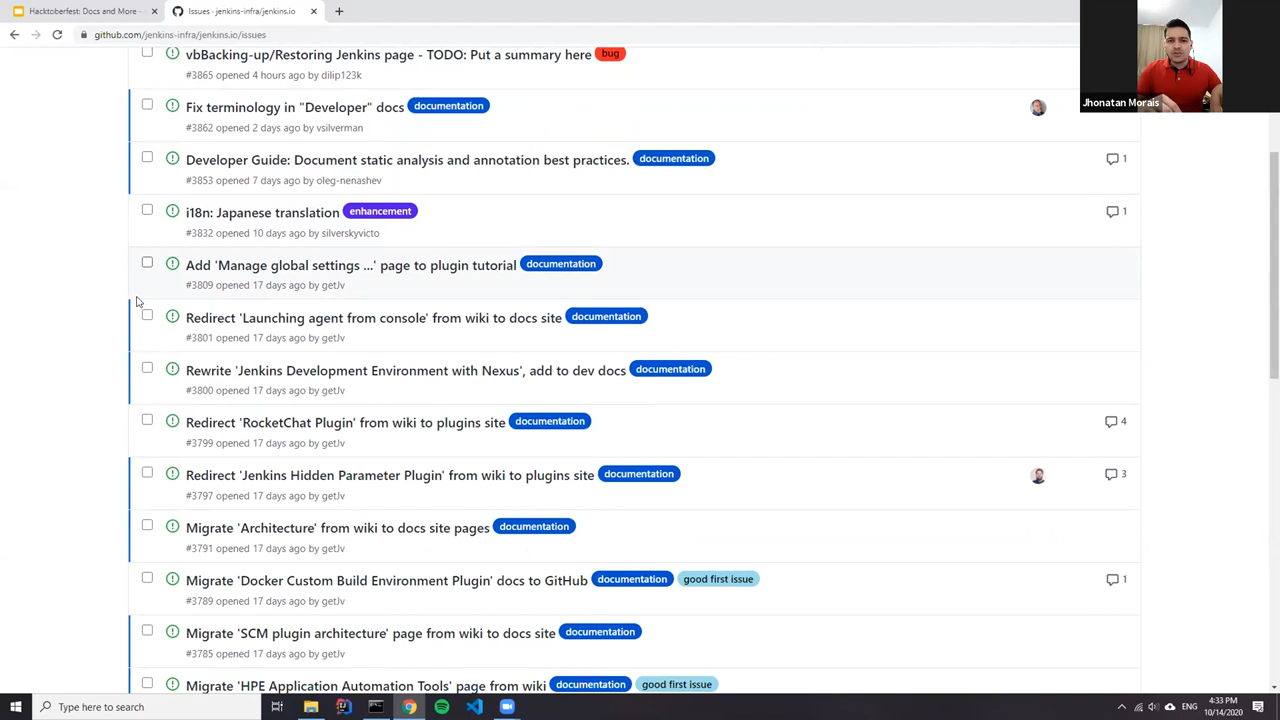 Hacktoberfest: Docs and More -
Issues · jenkins-infra/jenkins.io
github.com/jenkins-infra/jenkins.io/issues
Jhonatan Morais
vbBacking-up/Restoring Jenkins page - TODO: Put a summary here bug
#3865 opened 4 hours ago by dilip123k
Fix terminology in "Developer" docs documentation
#3862 opened 2 days ago by vsilverman
Developer Guide: Document static analysis and annotation best practices. documentation 1
#3853 opened 7 days ago by oleg-nenashev
i18n: Japanese translation enhancement 1
#3832 opened 10 days ago by silverskyvicto
Add 'Manage global settings ...' page to plugin tutorial documentation
#3809 opened 17 days ago by getJv
Redirect 'Launching agent from console' from wiki to docs site documentation
#3801 opened 17 days ago by getJv
Rewrite 'Jenkins Development Environment with Nexus', add to dev docs documentation
#3800 opened 17 days ago by getJv
Redirect 'RocketChat Plugin' from wiki to plugins site documentation 4
#3799 opened 17 days ago by getJv
Redirect 'Jenkins Hidden Parameter Plugin' from wiki to plugins site documentation 3
#3797 opened 17 days ago by getJv
Migrate 'Architecture' from wiki to docs site pages documentation
#3791 opened 17 days ago by getJv
Migrate 'Docker Custom Build Environment Plugin' docs to GitHub documentation good first issue 1
#3789 opened 17 days ago by getJv
Migrate 'SCM plugin architecture' page from wiki to docs site documentation
#3785 opened 17 days ago by getJv
Migrate 'HPE Application Automation Tools' page from wiki documentation good first issue
Type here to search
ENG
4:33 PM
10/14/2020